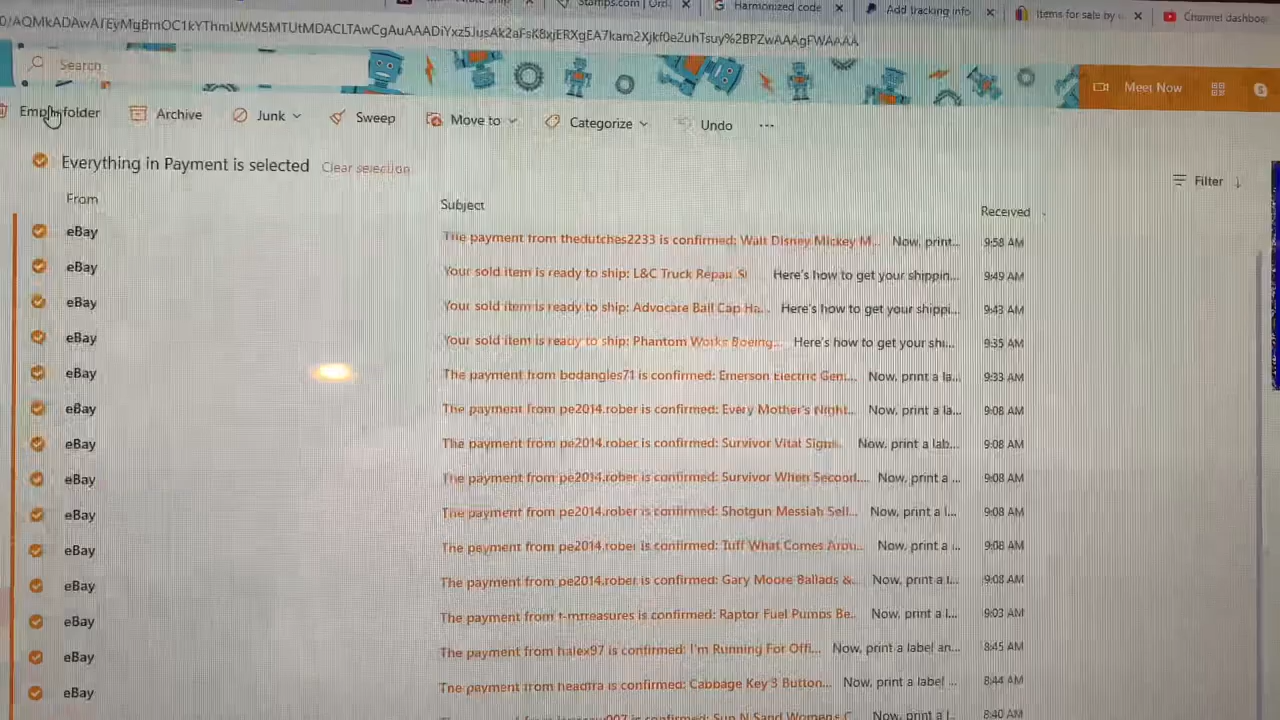 Stamps.com | Ord... Harmonized code Add tracking info Items for sale by Channel dashboa
Search
Meet Now
Empty folder Archive Junk Sweep Move to Categorize Undo ...
Everything in Payment is selected Clear selection
Filter
From Subject Received
eBay The payment from thedutches2233 is confirmed: Walt Disney Mickey M... Now, print... 9:58 AM
eBay Your sold item is ready to ship: L&C Truck Repair Here's how to get your shippin... 9:49 AM
eBay Your sold item is ready to ship: Advocare Ball Cap Ha... Here's how to get your shippi... 9:43 AM
eBay Your sold item is ready to ship: Phantom Works Boeing... Here's how to get your shi... 9:35 AM
eBay The payment from bodangles71 is confirmed: Emerson Electric Gen... Now, print a la... 9:33 AM
eBay The payment from pe2014.rober is confirmed: Every Mother's Night... Now, print a la... 9:08 AM
eBay The payment from pe2014.rober is confirmed: Survivor Vital Signs Now, print a lab... 9:08 AM
eBay The payment from pe2014.rober is confirmed: Survivor When Second... Now, print a ... 9:08 AM
eBay The payment from pe2014.rober is confirmed: Shotgun Messiah Self... Now, print a l... 9:08 AM
eBay The payment from pe2014.rober is confirmed: Tuff What Comes Arou... Now, print a l... 9:08 AM
eBay The payment from pe2014.rober is confirmed: Gary Moore Ballads &... Now, print a l... 9:08 AM
eBay The payment from is confirmed: Raptor Fuel Pumps Be... Now, print a l... 9:03 AM
eBay The payment from halex97 is confirmed: I'm Running For Offi... Now, print a label an... 8:45 AM
eBay The payment from headfra is confirmed: Cabbage Key 3 Button... Now, print a label ... 8:44 AM
is confirmed: Sun N Sand Womens C Now, print a label 8:40 AM